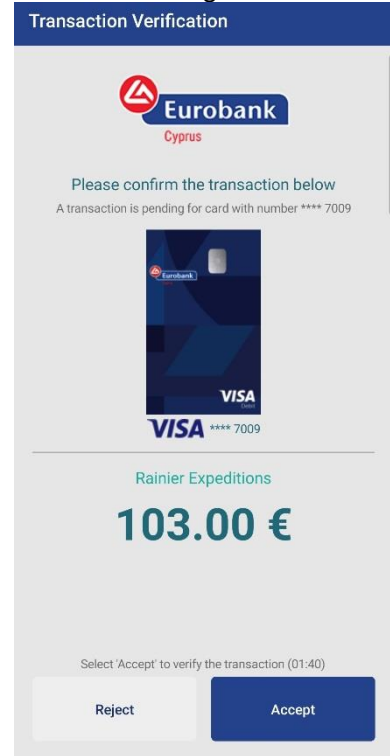 Transaction Verification
Eurobank
Cyprus
Please confirm the transaction below
A transaction is pending for card with number **** 7009
Eurobank
VISA
Debit
VISA **** 7009
Rainier Expeditions
103.00 €
Select 'Accept' to verify the transaction (01:40)
Reject
Accept